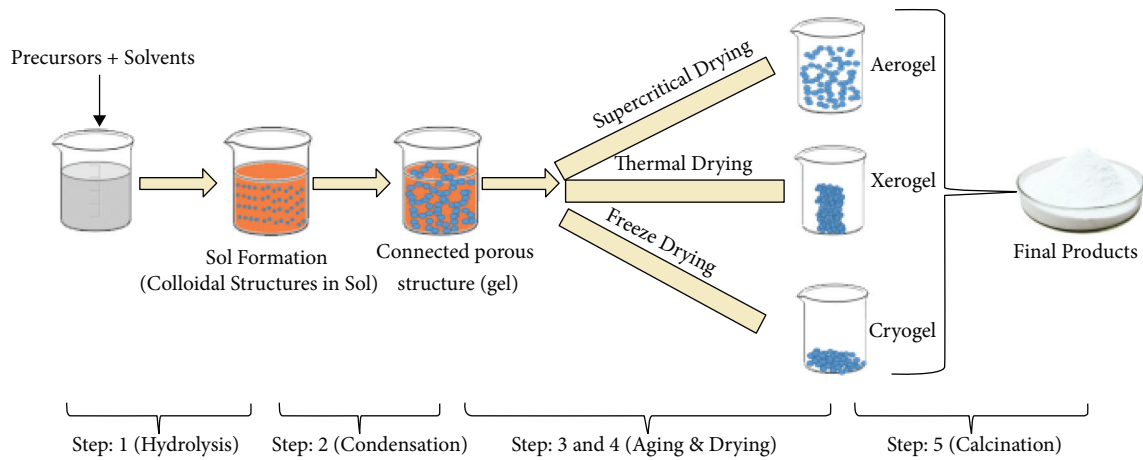 Precursors + Solvents
Sol Formation
(Colloidal Structures in Sol)
Connected porous
structure (gel)
Supercritical Drying
Thermal Drying
Freeze Drying
Aerogel
Xerogel
Cryogel
Final Products
Step: 1 (Hydrolysis)
Step: 2 (Condensation)
Step: 3 and 4 (Aging & Drying)
Step: 5 (Calcination)